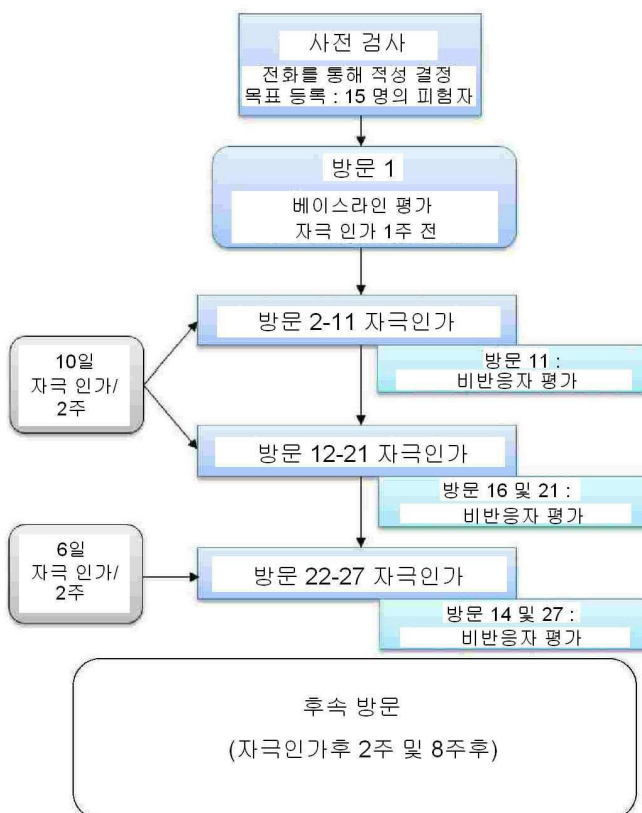 사전 검사
전화를 통해 적성 결정
목표 등록 : 15 명의 피험자
방문 1
베이스라인 평가
자극 인가 1주 전
방문 2-11 자극인가
10일
자극 인가/
2주
방문 11 :
비반응자 평가
방문 12-21 자극인가
방문 16 및 21 :
비반응자 평가
6일
자극 인가/
2주
방문 22-27 자극인가
방문 14 및 27 :
비반응자 평가
후속 방문
(자극인가후 2주 및 8주후)